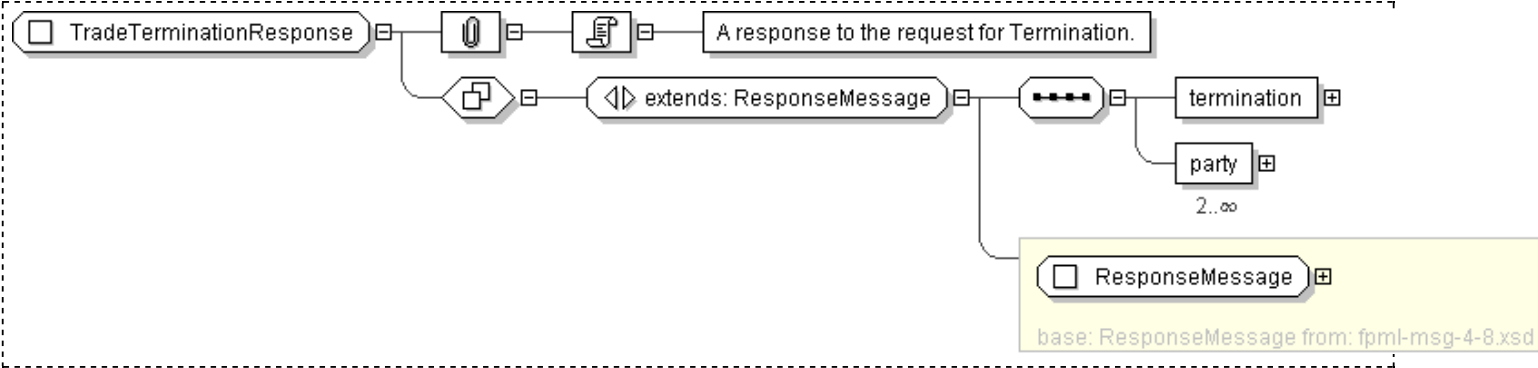 TradeTerminationResponse
A response to the request for Termination.
extends: ResponseMessage
termination
party
2..∞
ResponseMessage
base: ResponseMessage from: fpml-msg-4-8.xsd